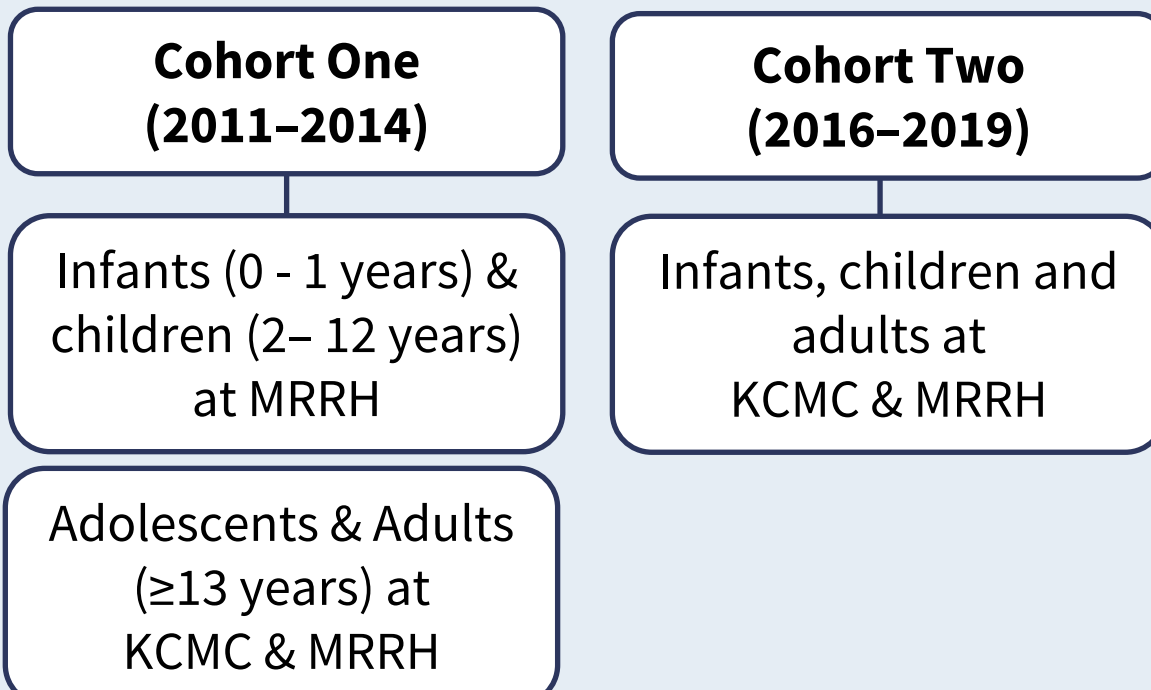 Cohort One
(2011–2014)
Infants (0 - 1 years) &
children (2– 12 years)
at MRRH
Adolescents & Adults
(≥13 years) at
KCMC & MRRH
Cohort Two
(2016–2019)
Infants, children and
adults at
KCMC & MRRH